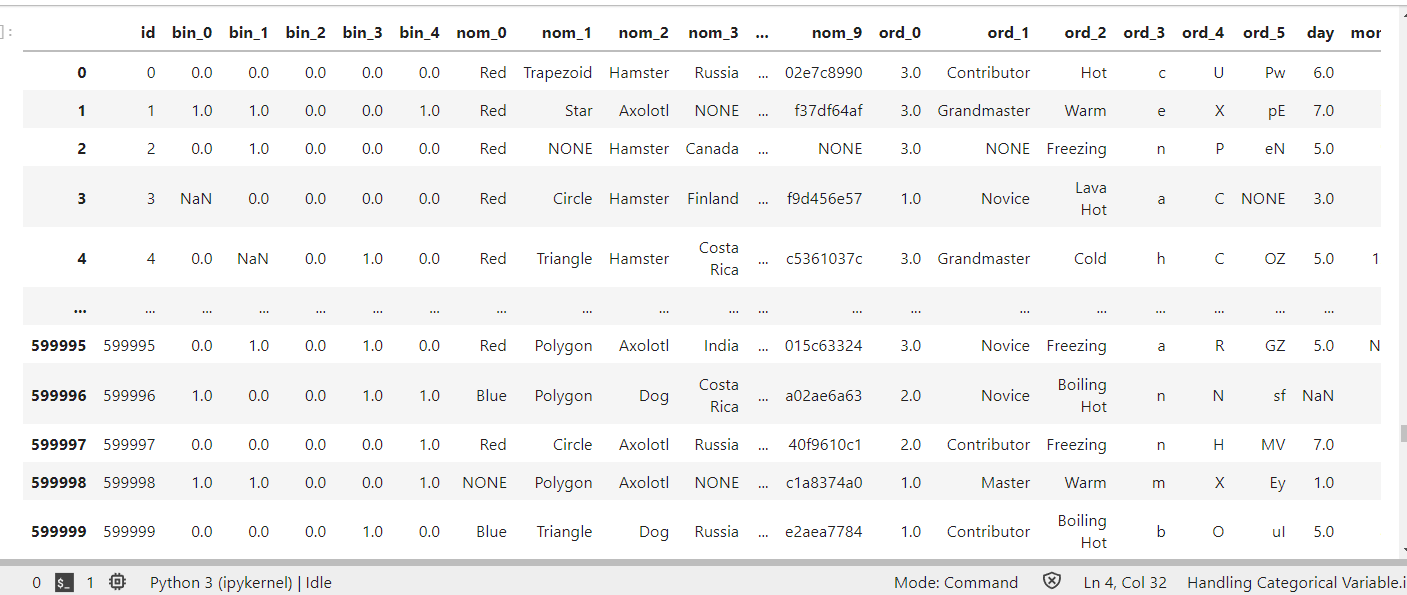 ]:
id bin_0 bin_1 bin_2 bin_3 bin_4 nom_0 nom_1 nom_2 nom_3 ... nom_9 ord_0 ord_1 ord_2 ord_3 ord_4 ord_5 day mor
0 0 0.0 0.0 0.0 0.0 0.0 Red Trapezoid Hamster Russia ... 02e7c8990 3.0 Contributor Hot c U Pw 6.0
1 1 1.0 1.0 0.0 0.0 1.0 Red Star Axolotl NONE ... f37df64af 3.0 Grandmaster Warm e X pE 7.0
2 2 0.0 1.0 0.0 0.0 0.0 Red NONE Hamster Canada ... NONE 3.0 NONE Freezing n P eN 5.0
3 3 NaN 0.0 0.0 0.0 0.0 Red Circle Hamster Finland ... f9d456e57 1.0 Novice Lava Hot a C NONE 3.0
4 4 0.0 NaN 0.0 1.0 0.0 Red Triangle Hamster Costa Rica ... c5361037c 3.0 Grandmaster Cold h C OZ 5.0 1
... ... ... ... ... ... ... ... ... ... ... ... ... ... ... ... ... ... ... ...
599995 599995 0.0 1.0 0.0 1.0 0.0 Red Polygon Axolotl India ... 015c63324 3.0 Novice Freezing a R GZ 5.0 N
599996 599996 1.0 0.0 0.0 1.0 1.0 Blue Polygon Dog Costa Rica ... a02ae6a63 2.0 Novice Boiling Hot n N sf NaN
599997 599997 0.0 0.0 0.0 0.0 1.0 Red Circle Axolotl Russia ... 40f9610c1 2.0 Contributor Freezing n H MV 7.0
599998 599998 1.0 1.0 0.0 0.0 1.0 NONE Polygon Axolotl NONE ... c1a8374a0 1.0 Master Warm m X Ey 1.0
599999 599999 0.0 0.0 0.0 1.0 0.0 Blue Triangle Dog Russia ... e2aea7784 1.0 Contributor Boiling Hot b O uI 5.0
0 $_ 1 Python 3 (ipykernel) | Idle Mode: Command Ln 4, Col 32 Handling Categorical Variable.i